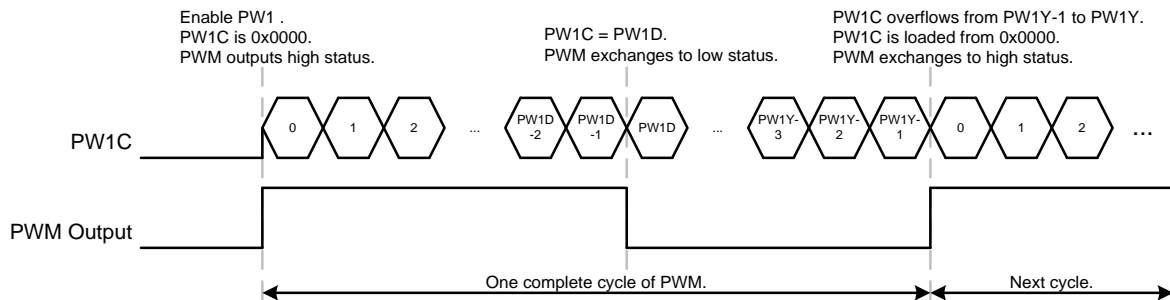 Enable PW1 .
PW1C is 0x0000.
PWM outputs high status.
PW1C = PW1D.
PWM exchanges to low status.
PW1C overflows from PW1Y-1 to PW1Y.
PW1C is loaded from 0x0000.
PWM exchanges to high status.
PW1C
0
1
2
...
PW1D
-2
PW1D
-1
PW1D
...
PW1Y-
3
PW1Y-
2
PW1Y-
1
0
1
2
...
PWM Output
One complete cycle of PWM.
Next cycle.